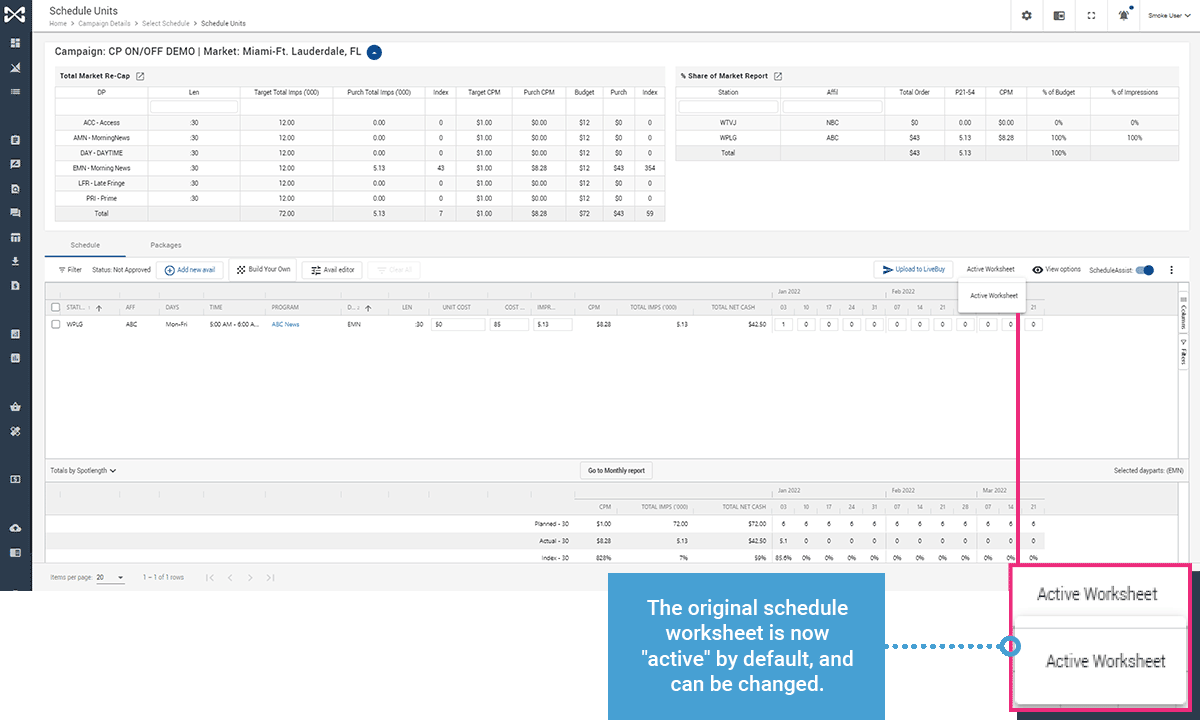 Schedule Units
Smoke User
Home > Campaign Details > Select Schedule > Schedule Units
Campaign: CP ON/OFF DEMO | Market: Miami-Ft. Lauderdale, FL
Total Market Re-Cap
DP Len Target Total Imps ('000) Purch Total Imps ('000) Index Target CPM Purch CPM Budget Purch Index
ACC - Access :30 12.00 0.00 0 $1.00 $0.00 $12 $0 0
AMN - MorningNews :30 12.00 0.00 0 $1.00 $0.00 $12 $0 0
DAY - DAYTIME :30 12.00 0.00 0 $1.00 $0.00 $12 $0 0
EMN - Morning News :30 12.00 5.13 43 $1.00 $8.28 $12 $43 354
LFR - Late Fringe :30 12.00 0.00 0 $1.00 $0.00 $12 $0 0
PRI - Prime :30 12.00 0.00 0 $1.00 $0.00 $12 $0 0
Total 72.00 5.13 7 $1.00 $8.28 $72 $43 59
% Share of Market Report
Station Affil Total Order P21-54 CPM % of Budget % of Impressions
WTVJ NBC $0 0.00 $0.00 0% 0%
WPLG ABC $43 5.13 $8.28 100% 100%
Total $43 5.13 100%
Schedule Packages
Filter Status: Not Approved Add new avail Build Your Own Avail editor Clear All Upload to LiveBuy Active Worksheet View options ScheduleAssist:
Active Worksheet
Jan 2022 Feb 2022
STATI... AFF DAYS TIME PROGRAM D... LEN UNIT COST COST ... IMPR... CPM TOTAL IMPS ('000) TOTAL NET CASH 03 10 17 24 31 07 14 21 21
WPLG ABC Mon-Fri 5:00 AM - 6:00 A... ABC News EMN :30 50 85 5.13 $8.28 5.13 $42.50 1 0 0 0 0 0 0 0 0 0 0 0
Columns
Filters
Totals by Spotlength Go to Monthly report Selected dayparts: (EMN)
Jan 2022 Feb 2022 Mar 2022
CPM TOTAL IMPS ('000) TOTAL NET CASH 03 10 17 24 31 07 14 21 28 07 14 21
Planned - 30 $1.00 72.00 $72.00 6 6 6 6 6 6 6 6 6 6 6 6
Actual - 30 $8.28 5.13 $42.50 5.1 0 0 0 0 0 0 0 0 0 0 0
Index - 30 828% 7% 59% 85.6% 0% 0% 0% 0% 0% 0% 0% 0% 0% 0% 0%
Items per page: 20 1 – 1 of 1 rows
The original schedule
worksheet is now
"active" by default, and
can be changed.
Active Worksheet
Active Worksheet